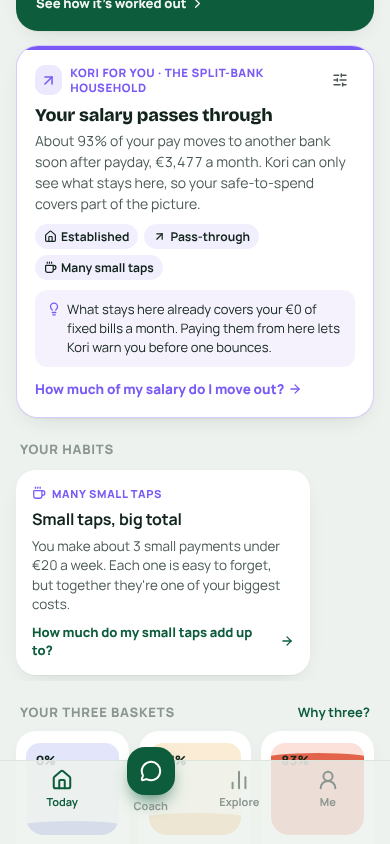 See how it's worked out
KORI FOR YOU · THE SPLIT-BANK
HOUSEHOLD
Your salary passes through
About 93% of your pay moves to another bank
soon after payday, €3,477 a month. Kori can only
see what stays here, so your safe-to-spend
covers part of the picture.
Established
Pass-through
Many small taps
What stays here already covers your €0 of
fixed bills a month. Paying them from here lets
Kori warn you before one bounces.
How much of my salary do I move out? →
YOUR HABITS
MANY SMALL TAPS
Small taps, big total
You make about 3 small payments under
€20 a week. Each one is easy to forget,
but together they're one of your biggest
costs.
How much do my small taps add up
to? →
YOUR THREE BASKETS
Why three?
0%
83%
Today
Coach
Explore
Me